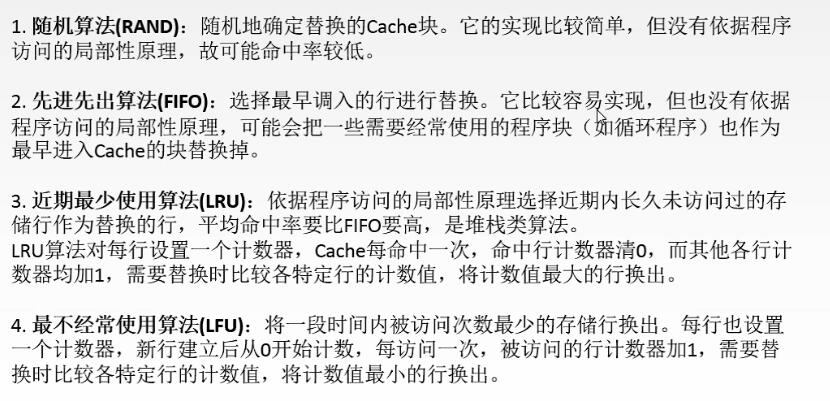 1. 随机算法(RAND)：随机地确定替换的Cache块。它的实现比较简单，但没有依据程序
访问的局部性原理，故可能命中率较低。
2. 先进先出算法(FIFO)：选择最早调入的行进行替换。它比较容易实现，但也没有依据
程序访问的局部性原理，可能会把一些需要经常使用的程序块（如循环程序）也作为
最早进入Cache的块替换掉。
3. 近期最少使用算法(LRU)：依据程序访问的局部性原理选择近期内长久未访问过的存
储行作为替换的行，平均命中率要比FIFO要高，是堆栈类算法。
LRU算法对每行设置一个计数器，Cache每命中一次，命中行计数器清0，而其他各行计
数器均加1，需要替换时比较各特定行的计数值，将计数值最大的行换出。
4. 最不经常使用算法(LFU)：将一段时间内被访问次数最少的存储行换出。每行也设置
一个计数器，新行建立后从0开始计数，每访问一次，被访问的行计数器加1，需要替
换时比较各特定行的计数值，将计数值最小的行换出。